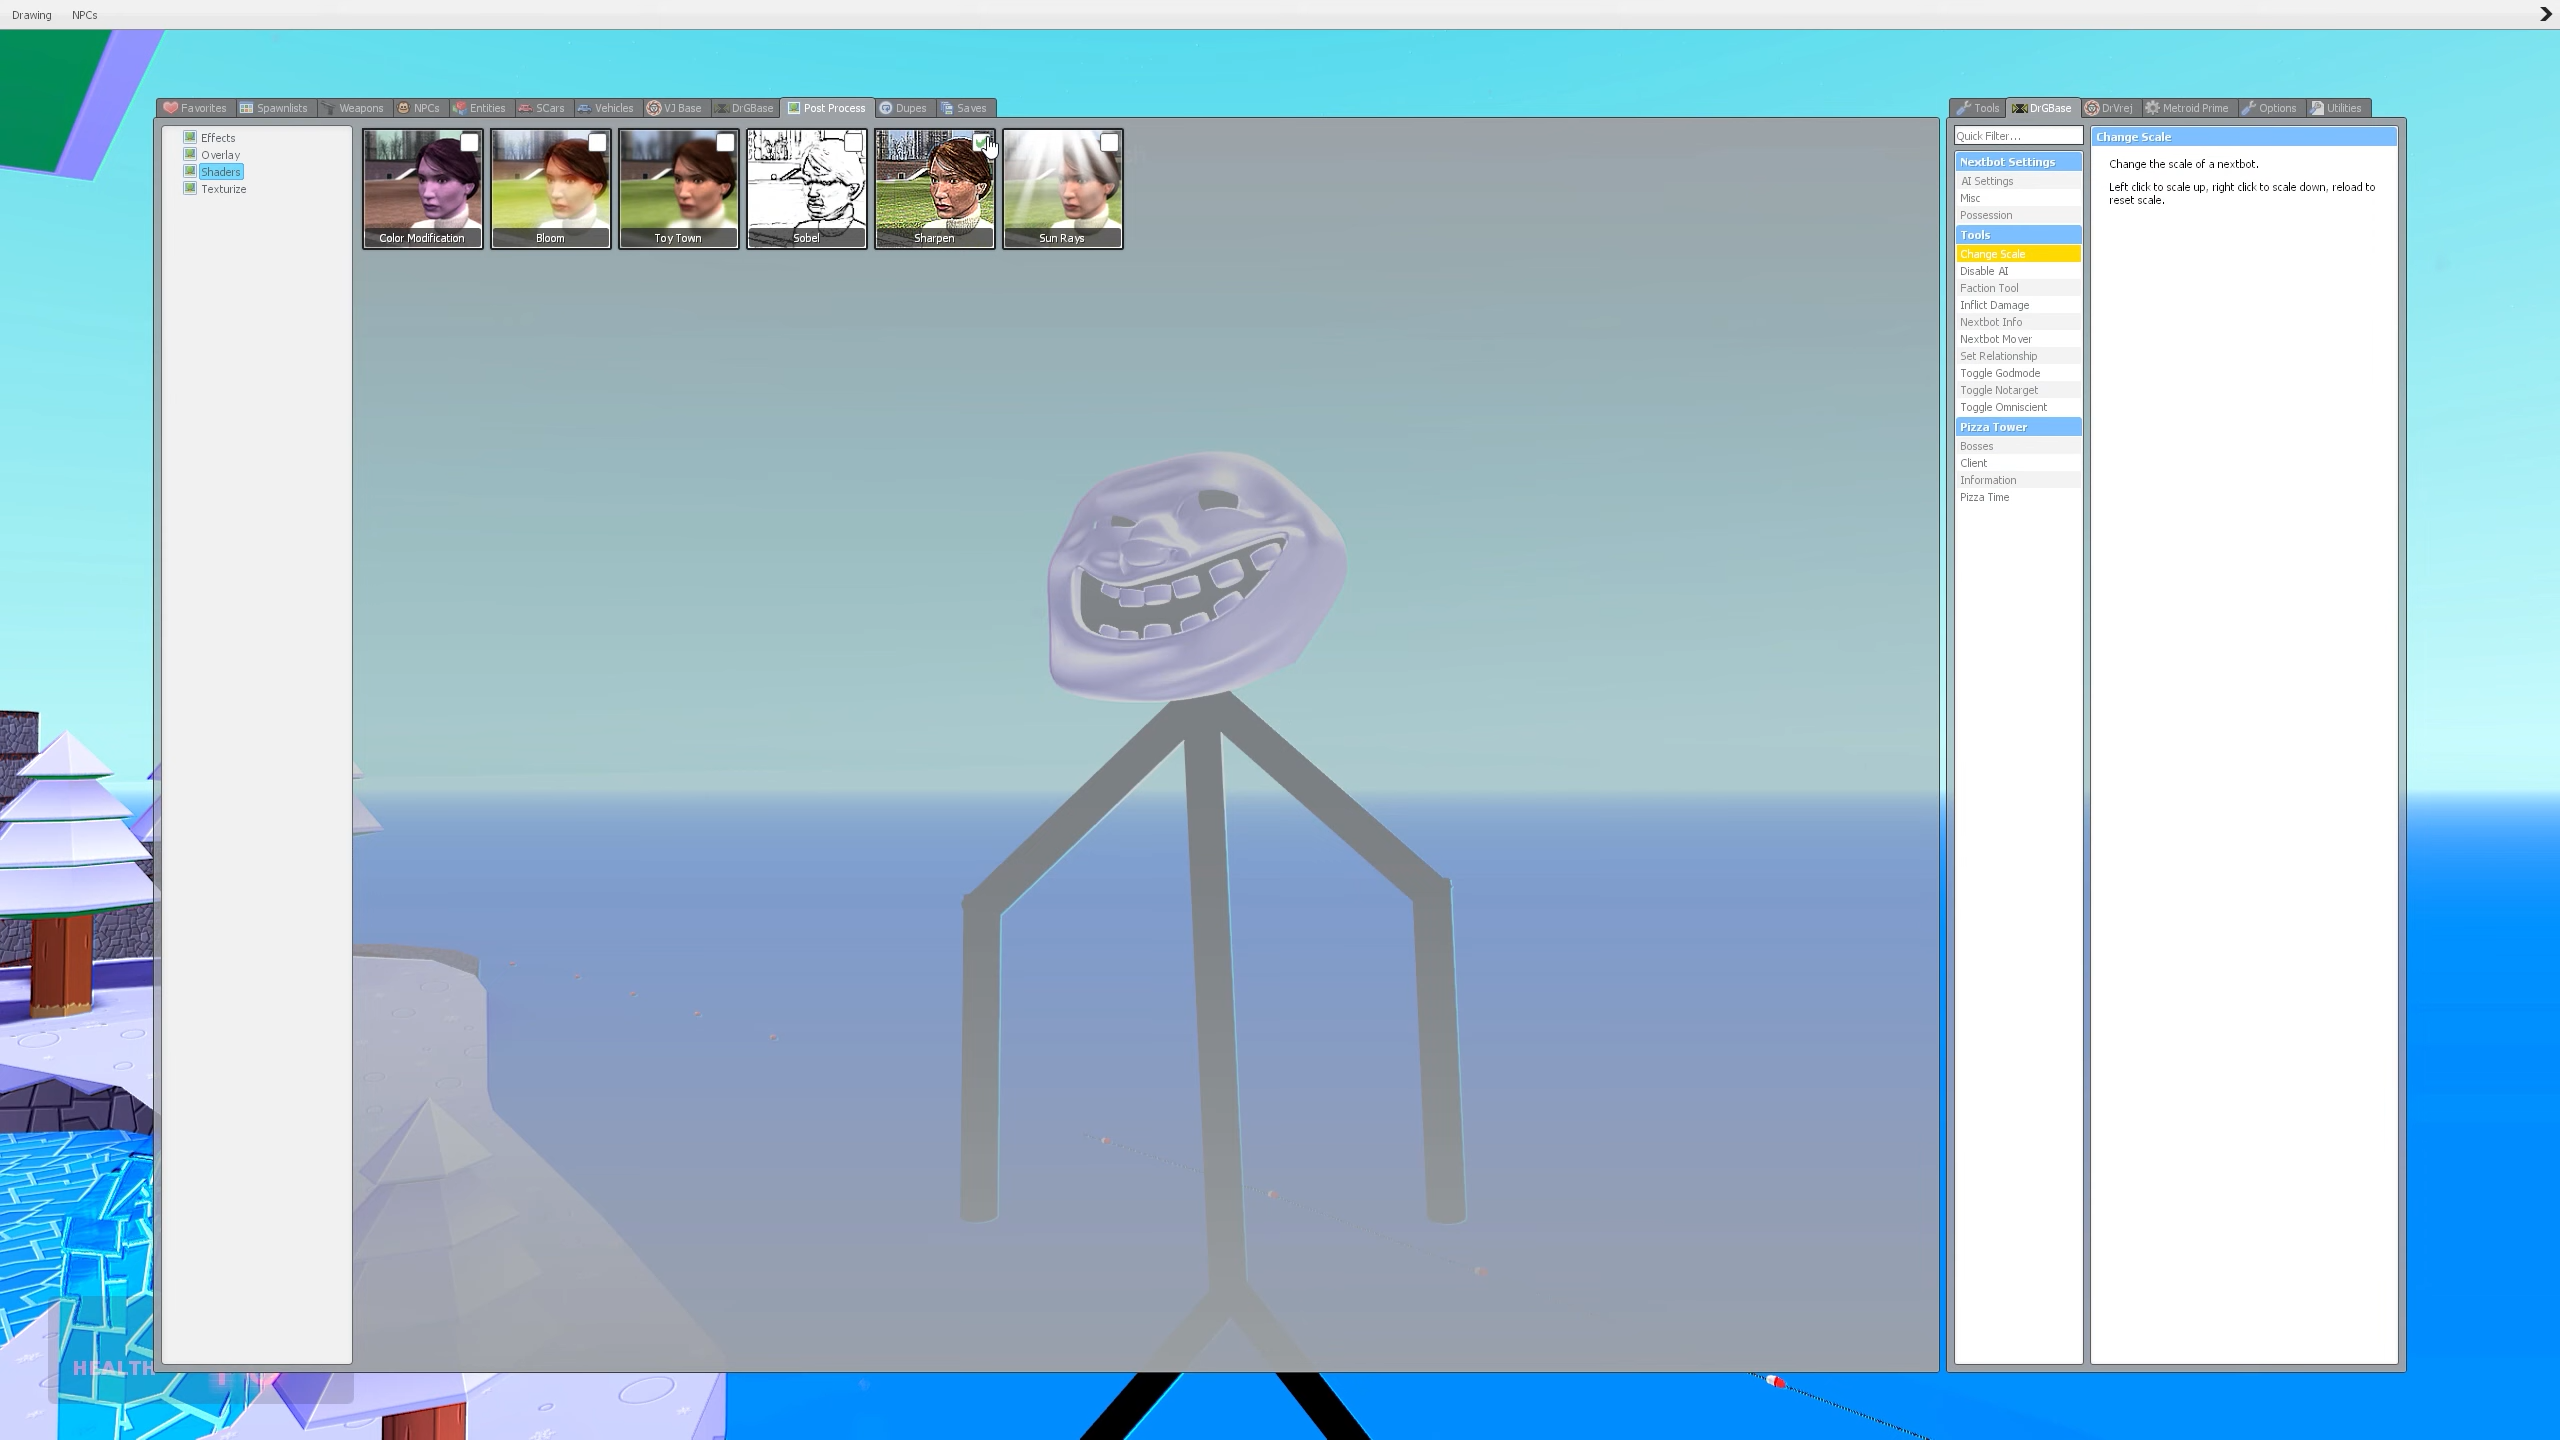 Drawing NPCs
Favorites Spawnlists Weapons NPCs Entities SCars Vehicles VJ Base DrGBase Post Process Dupes Saves
Effects
Overlay
Shaders
Texturize
Color Modification Bloom Toy Town Sobel Sharpen Sun Rays
Tools DrGBase DrVrej Metroid Prime Options Utilities
Quick Filter...
Nextbot Settings
AI Settings
Misc
Possession
Tools
Change Scale
Disable AI
Faction Tool
Inflict Damage
Nextbot Info
Nextbot Mover
Set Relationship
Toggle Godmode
Toggle Notarget
Toggle Omniscient
Pizza Tower
Bosses
Client
Information
Pizza Time
Change Scale
Change the scale of a nextbot.
Left click to scale up, right click to scale down, reload to
reset scale.
HEALTH